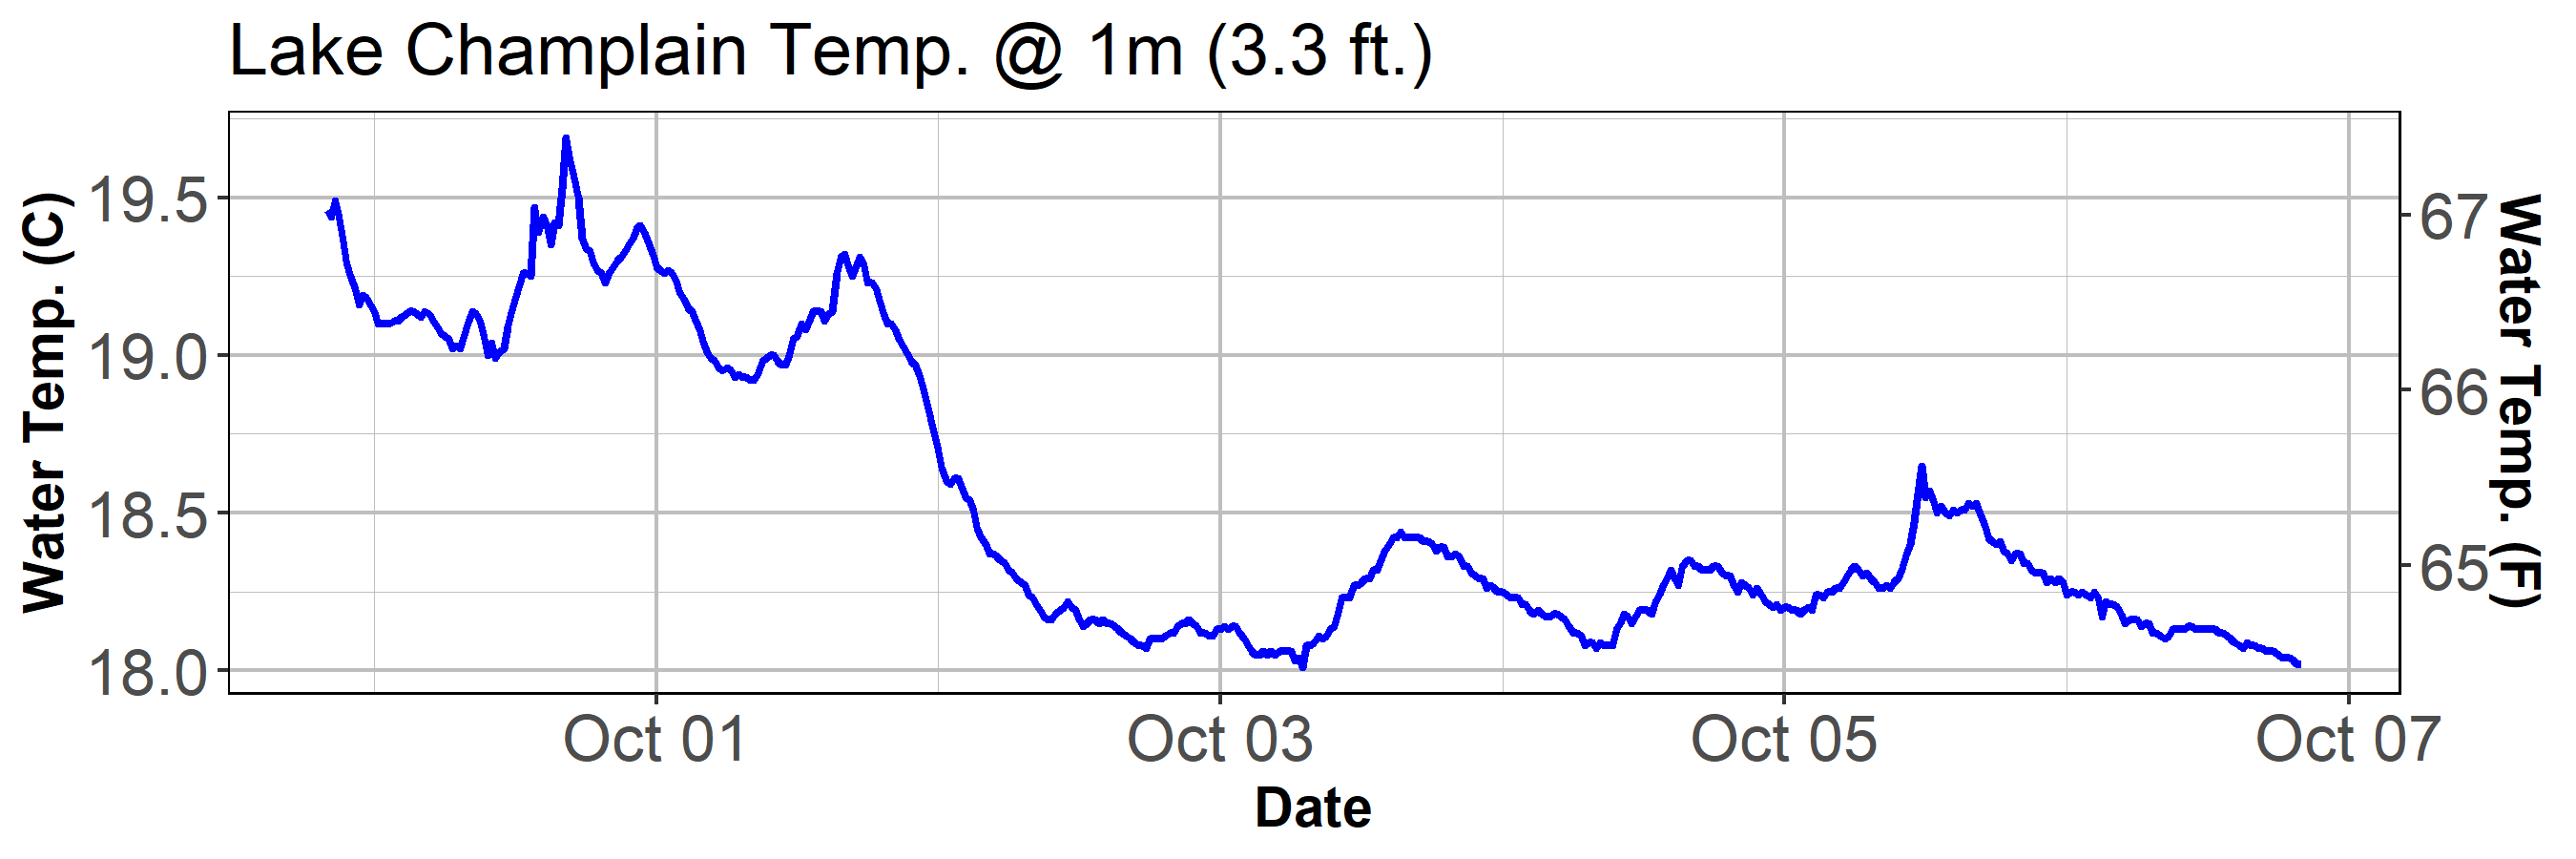 Lake Champlain Temp. @ 1m (3.3 ft.)
Water Temp. (C)
19.5
19.0
18.5
18.0
67
66
65
Water Temp. (F)
Oct 01 Oct 03 Oct 05 Oct 07
Date